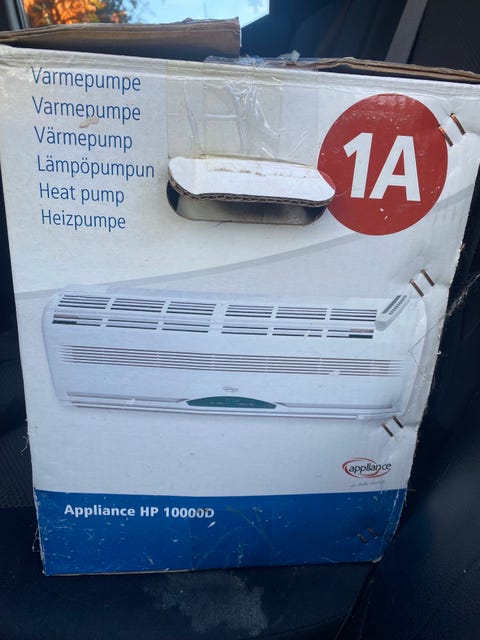 Varmepumpe
Varmepumpe
Värmepump
Lämpöpumpun
Heat pump
Heizpumpe
1A
appliance
Appliance HP 10000D